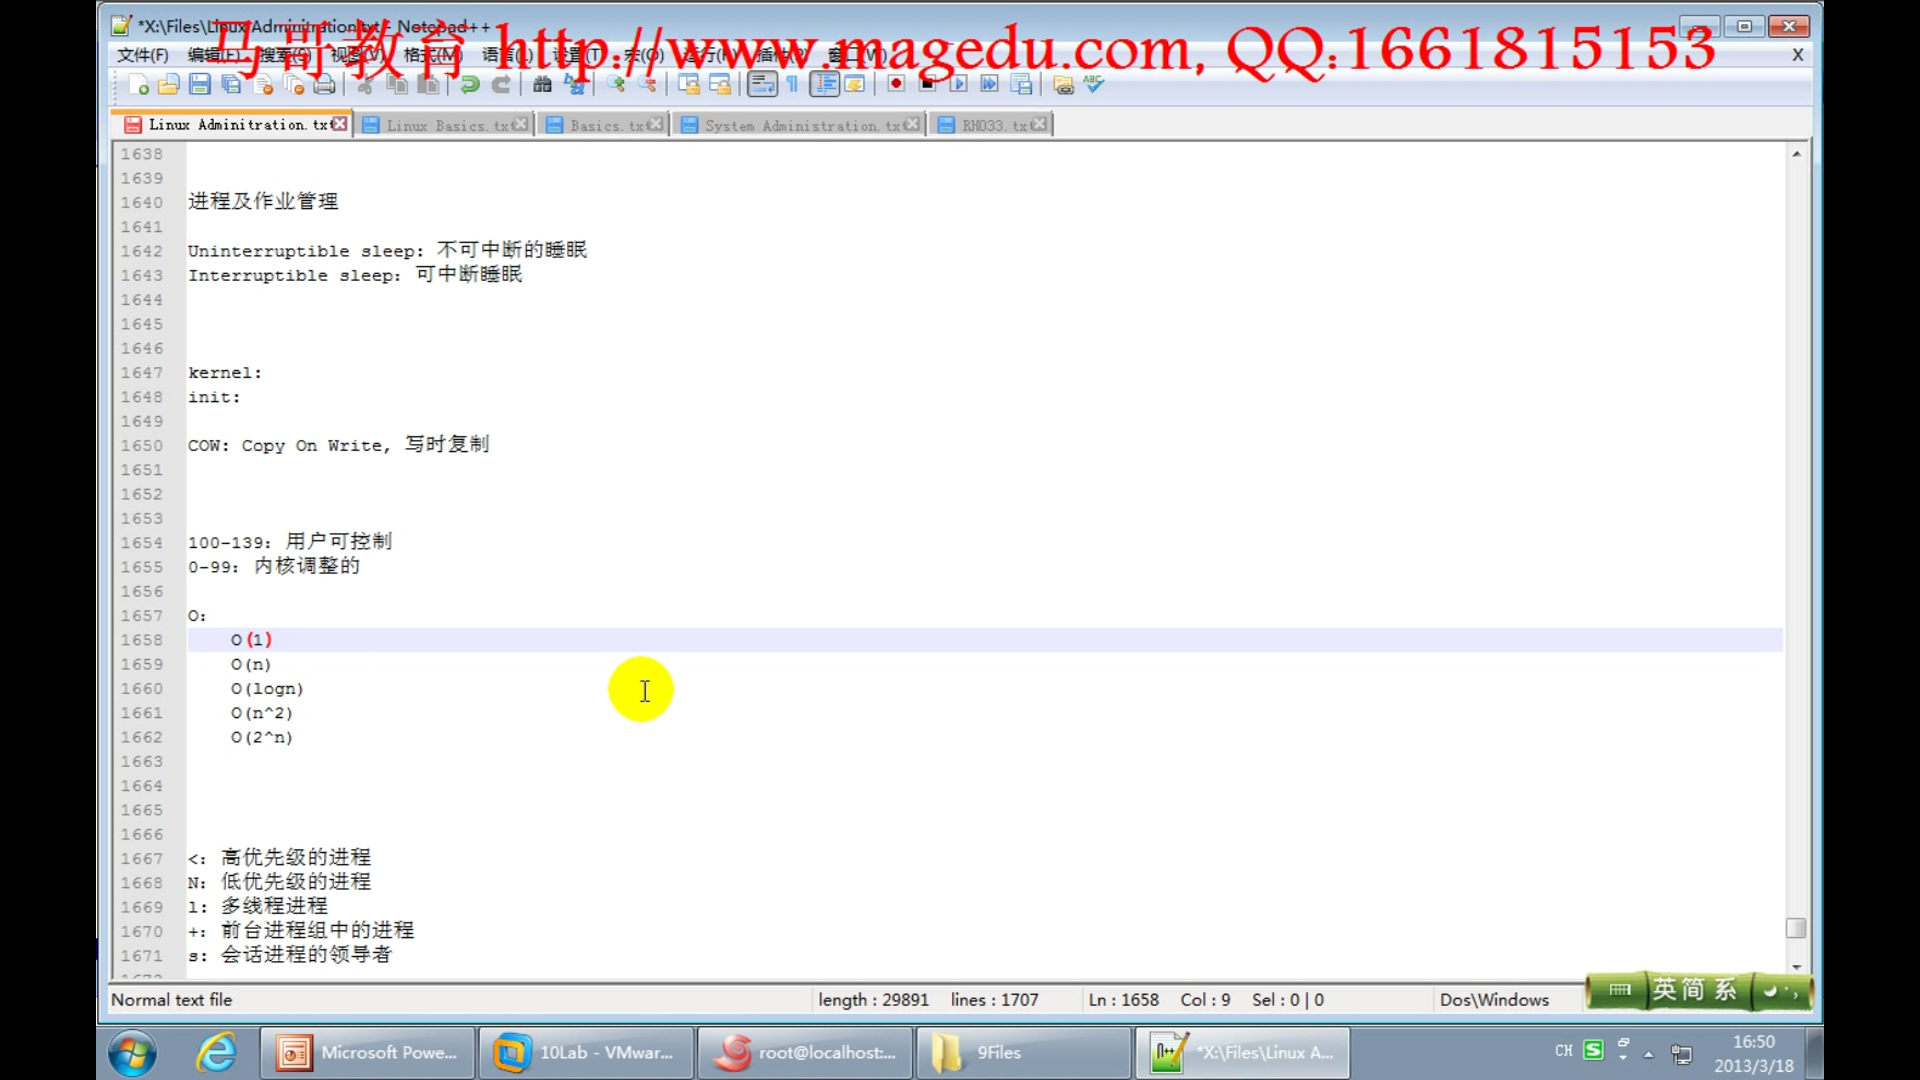 *X:\Files\Linux Adminitration.txt - Notepad++
马哥教育 http://www.magedu.com, QQ:1661815153
文件(F) 编辑(E) 搜索(S) 视图(V) 格式(M) 语言(L) 设置(T) 宏(O) 运行(R) 插件(P) 窗口(W) X
Linux Adminitration.txt Linux Basics.txt Basics.txt System Administration.txt RH033.txt
1638
1639
1640 进程及作业管理
1641
1642 Uninterruptible sleep: 不可中断的睡眠
1643 Interruptible sleep: 可中断睡眠
1644
1645
1646
1647 kernel:
1648 init:
1649
1650 COW: Copy On Write, 写时复制
1651
1652
1653
1654 100-139: 用户可控制
1655 0-99: 内核调整的
1656
1657 O:
1658 O(1)
1659 O(n)
1660 O(logn)
1661 O(n^2)
1662 O(2^n)
1663
1664
1665
1666
1667 <: 高优先级的进程
1668 N: 低优先级的进程
1669 l: 多线程进程
1670 +: 前台进程组中的进程
1671 s: 会话进程的领导者
Normal text file length : 29891 lines : 1707 Ln : 1658 Col : 9 Sel : 0 | 0 Dos\Windows
英 简 系
Microsoft Powe... 10Lab - VMwar... root@localhost:... 9Files *X:\Files\Linux A... CH 16:50
2013/3/18